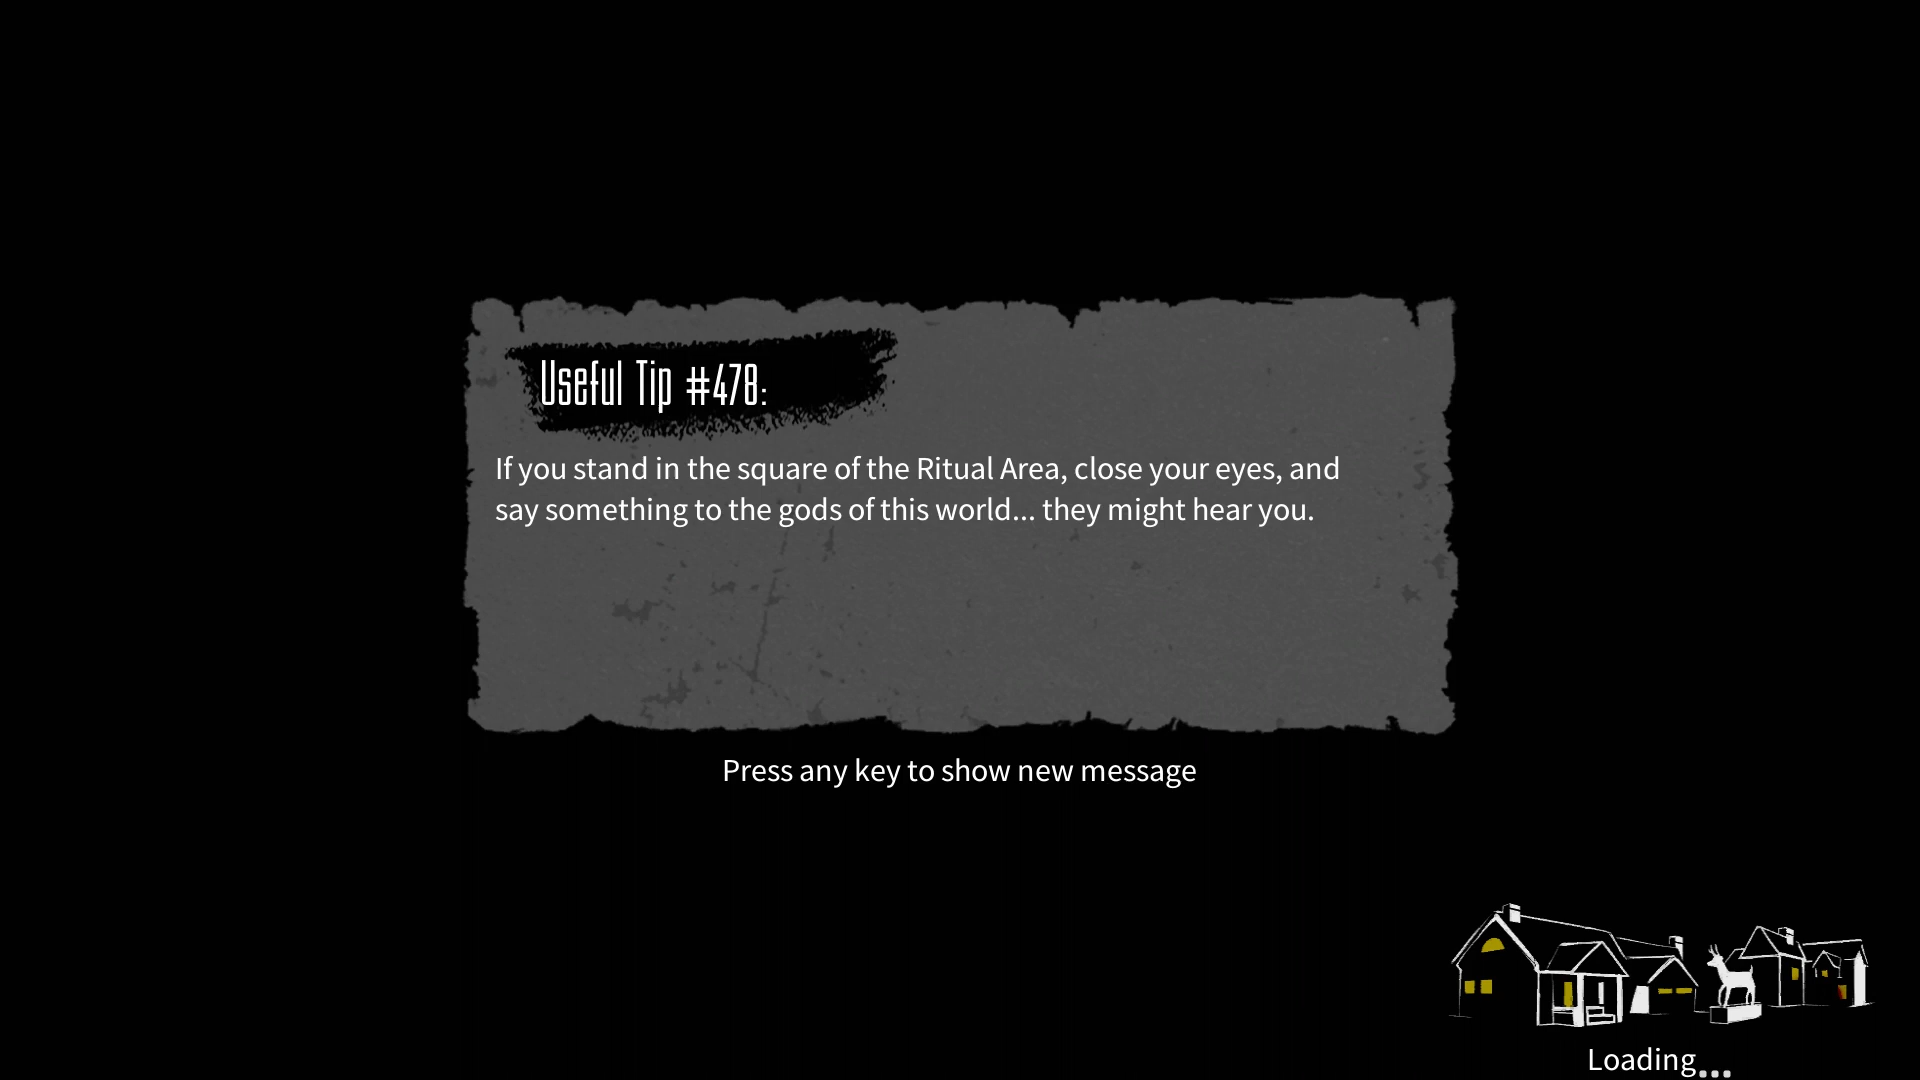 Useful Tip #478:
If you stand in the square of the Ritual Area, close your eyes, and
say something to the gods of this world... they might hear you.
Press any key to show new message
Loading...